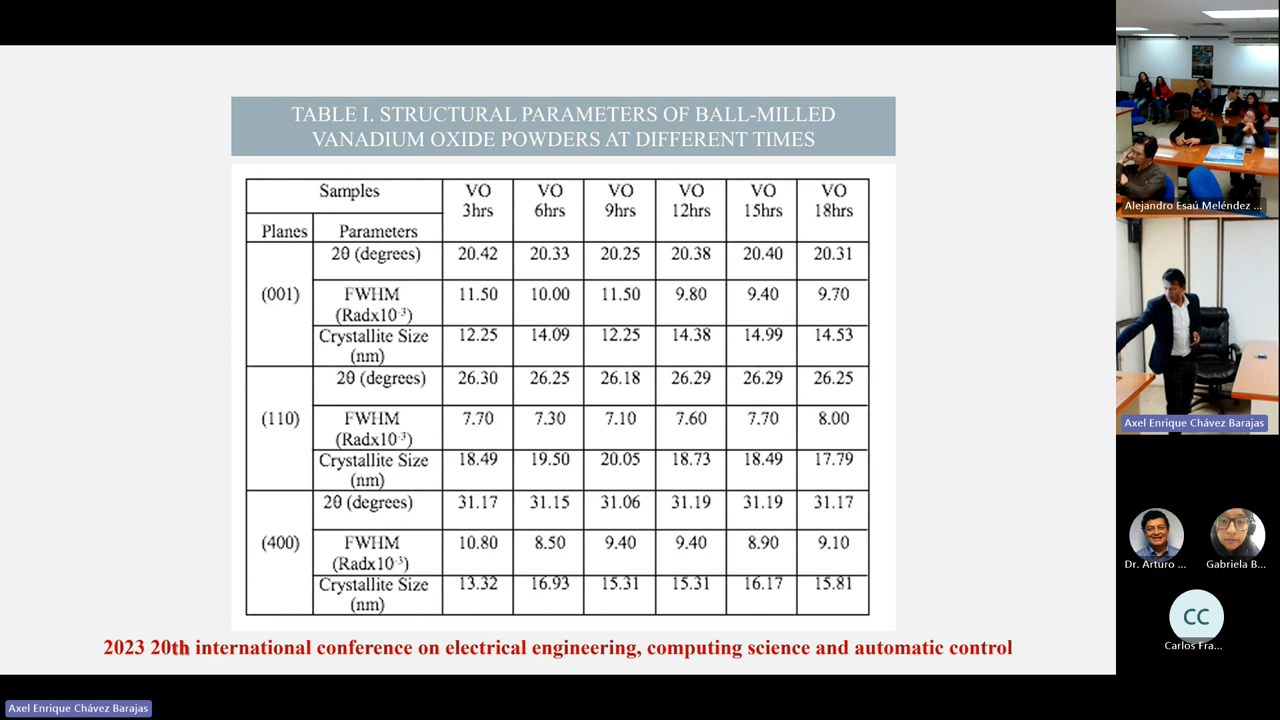 TABLE I. STRUCTURAL PARAMETERS OF BALL-MILLED
VANADIUM OXIDE POWDERS AT DIFFERENT TIMES
Samples VO 3hrs VO 6hrs VO 9hrs VO 12hrs VO 15hrs VO 18hrs
Planes Parameters
(001) 2θ (degrees) 20.42 20.33 20.25 20.38 20.40 20.31
FWHM (Radx10⁻³) 11.50 10.00 11.50 9.80 9.40 9.70
Crystallite Size (nm) 12.25 14.09 12.25 14.38 14.99 14.53
(110) 2θ (degrees) 26.30 26.25 26.18 26.29 26.29 26.25
FWHM (Radx10⁻³) 7.70 7.30 7.10 7.60 7.70 8.00
Crystallite Size (nm) 18.49 19.50 20.05 18.73 18.49 17.79
(400) 2θ (degrees) 31.17 31.15 31.06 31.19 31.19 31.17
FWHM (Radx10⁻³) 10.80 8.50 9.40 9.40 8.90 9.10
Crystallite Size (nm) 13.32 16.93 15.31 15.31 16.17 15.81
2023 20th international conference on electrical engineering, computing science and automatic control
Axel Enrique Chávez Barajas
Alejandro Esaú Meléndez ...
Axel Enrique Chávez Barajas
Dr. Arturo ...
Gabriela B...
CC
Carlos Fra...